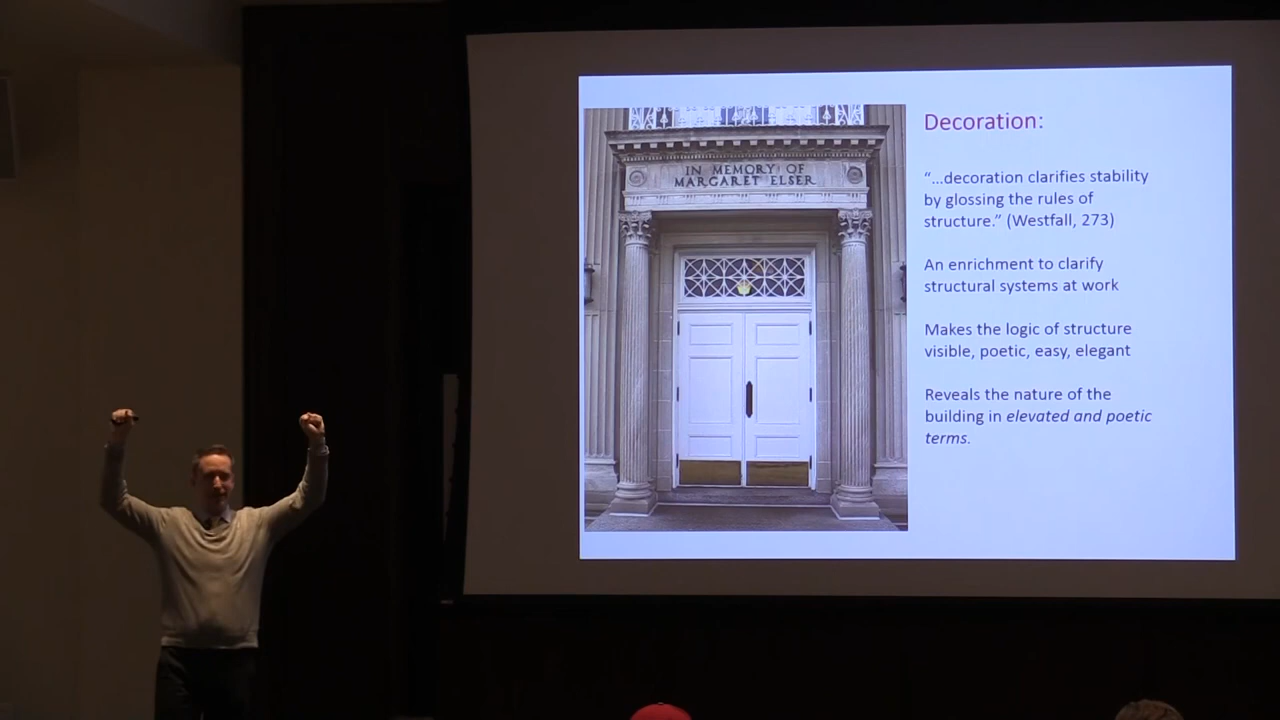 IN MEMORY OF
MARGARET ELSER
Decoration:
“...decoration clarifies stability
by glossing the rules of
structure.” (Westfall, 273)
An enrichment to clarify
structural systems at work
Makes the logic of structure
visible, poetic, easy, elegant
Reveals the nature of the
building in elevated and poetic
terms.